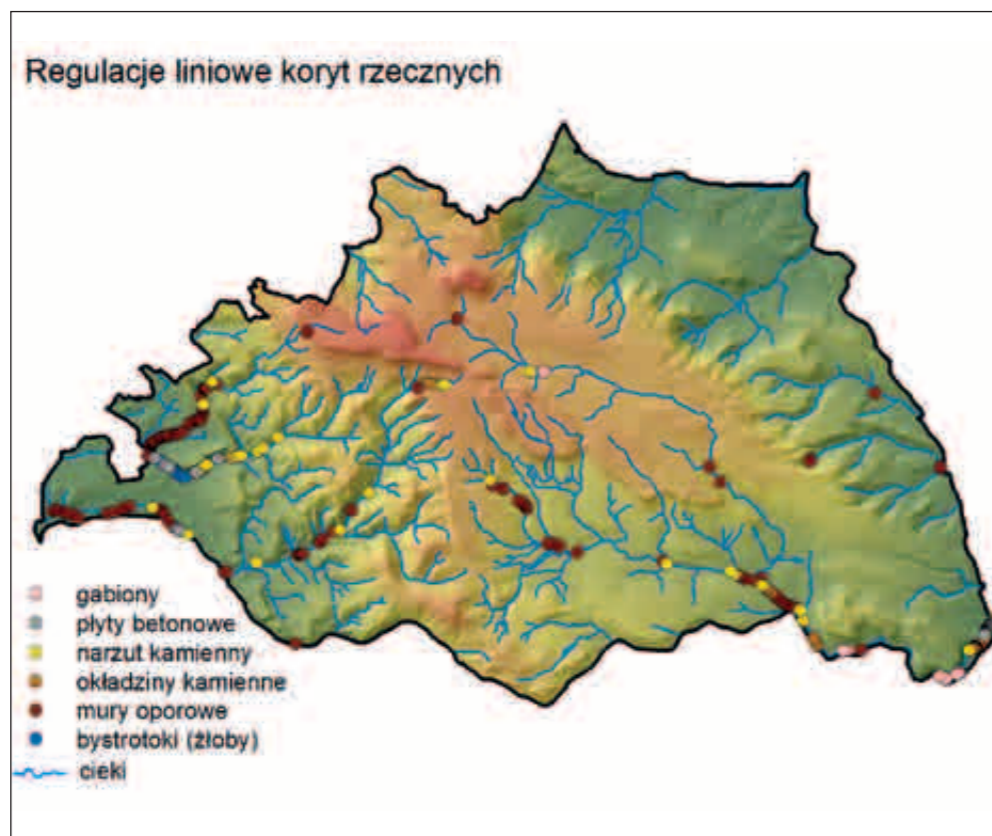 Regulacje liniowe koryt rzecznych
gabiony
płyty betonowe
narzut kamienny
okładziny kamienne
mury oporowe
bystrotoki (żłoby)
cieki